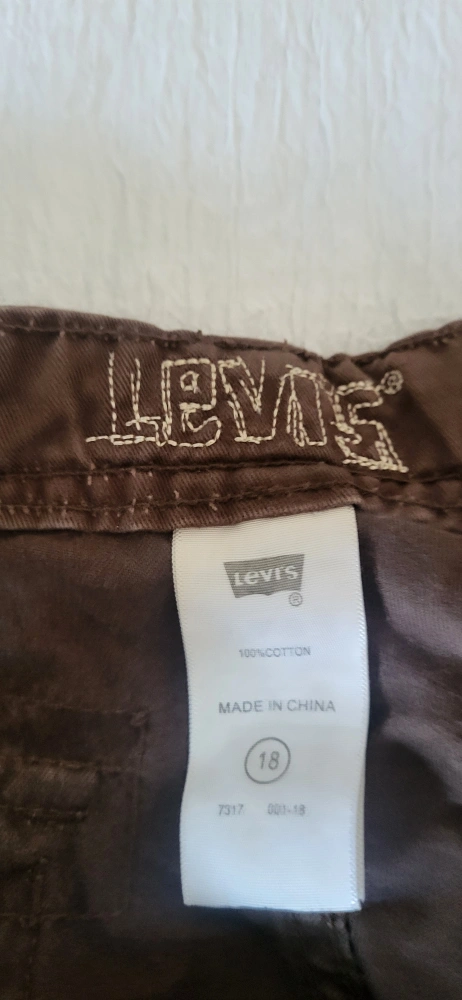 Levi's®
Levi's
®
100%COTTON
MADE IN CHINA
18
7317 001-18